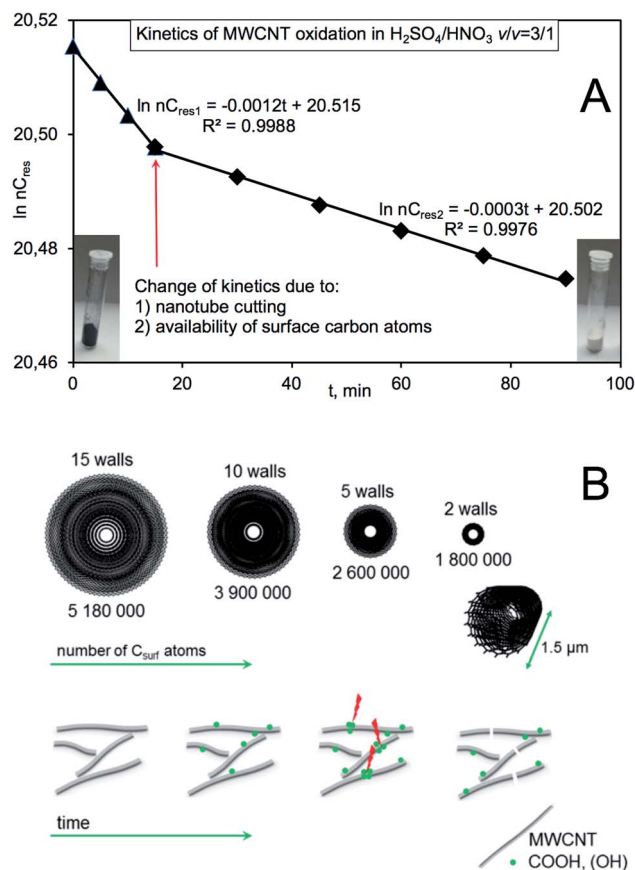 20,52
20,50
20,48
20,46
ln nCres
Kinetics of MWCNT oxidation in H2SO4/HNO3 v/v=3/1
A
ln nCres1 = -0.0012t + 20.515
R² = 0.9988
ln nCres2 = -0.0003t + 20.502
R² = 0.9976
Change of kinetics due to:
1) nanotube cutting
2) availability of surface carbon atoms
0 20 40 60 80 100
t, min
B
15 walls
10 walls
5 walls
2 walls
5 180 000
3 900 000
2 600 000
1 800 000
1.5 µm
number of Csurf atoms
time
MWCNT
COOH, (OH)